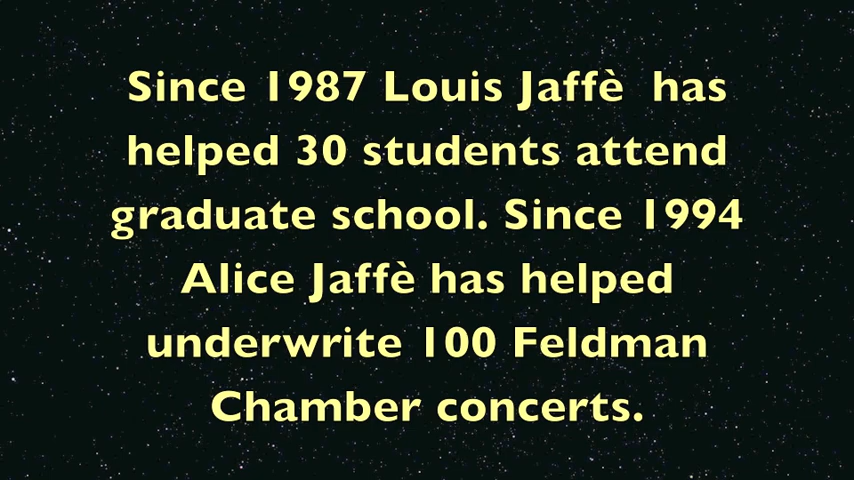 Since 1987 Louis Jaffè  has
helped 30 students attend
graduate school. Since 1994
Alice Jaffè has helped
underwrite 100 Feldman
Chamber concerts.